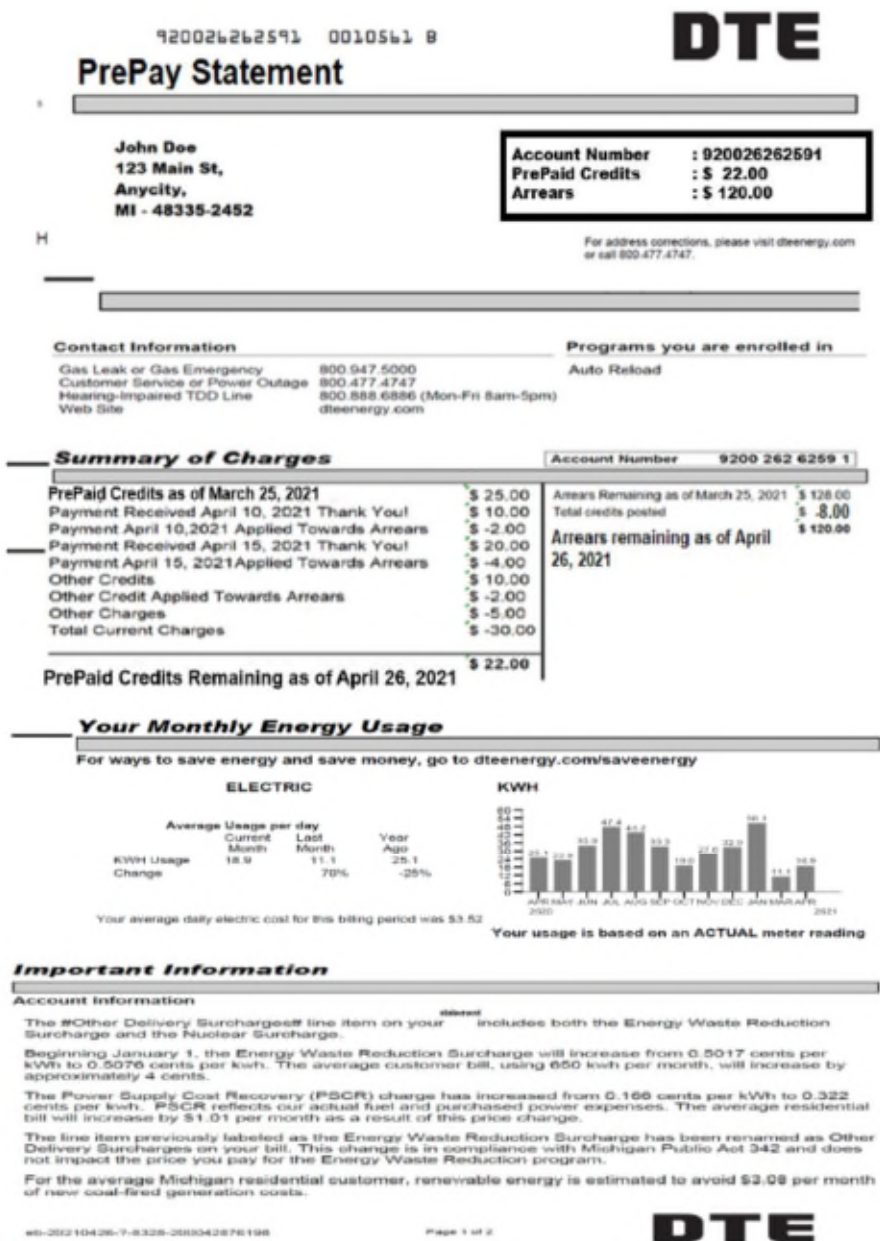 920026262591 0010561 8
DTE
PrePay Statement
John Doe
123 Main St,
Anycity,
MI - 48335-2452
Account Number : 920026262591
PrePaid Credits : $ 22.00
Arrears : $ 120.00
H
For address corrections, please visit dteenergy.com
or call 800.477.4747.
Contact Information
Gas Leak or Gas Emergency 800.947.5000
Customer Service or Power Outage 800.477.4747
Hearing-Impaired TDD Line 800.888.6886 (Mon-Fri 8am-5pm)
Web Site dteenergy.com
Programs you are enrolled in
Auto Reload
Summary of Charges
Account Number 9200 262 6259 1
PrePaid Credits as of March 25, 2021 $ 25.00
Payment Received April 10, 2021 Thank You! $ 10.00
Payment April 10,2021 Applied Towards Arrears $ -2.00
Payment Received April 15, 2021 Thank You! $ 20.00
Payment April 15, 2021Applied Towards Arrears $ -4.00
Other Credits $ 10.00
Other Credit Applied Towards Arrears $ -2.00
Other Charges $ -5.00
Total Current Charges $ -30.00
PrePaid Credits Remaining as of April 26, 2021 $ 22.00
Arrears Remaining as of March 25, 2021 $ 128.00
Total credits posted $ -8.00
Arrears remaining as of April $ 120.00
26, 2021
Your Monthly Energy Usage
For ways to save energy and save money, go to dteenergy.com/saveenergy
ELECTRIC
Average Usage per day
Current Last Year
Month Month Ago
KWH Usage 18.9 11.1 25.1
Change 70% -25%
Your average daily electric cost for this billing period was $3.52
KWH
60
54
48
25.1 47.4 11.1 18.9
APR MAY JUN JUL AUG SEP OCT NOV DEC JAN MAR APR
2020 2021
Your usage is based on an ACTUAL meter reading
Important Information
Account Information
The #Other Delivery Surcharges# line item on your statement includes both the Energy Waste Reduction
Surcharge and the Nuclear Surcharge.
Beginning January 1, the Energy Waste Reduction Surcharge will increase from 0.5017 cents per
kWh to 0.5076 cents per kwh. The average customer bill, using 650 kwh per month, will increase by
approximately 4 cents.
The Power Supply Cost Recovery (PSCR) charge has increased from 0.166 cents per kWh to 0.322
cents per kwh. PSCR reflects our actual fuel and purchased power expenses. The average residential
bill will increase by $1.01 per month as a result of this price change.
The line item previously labeled as the Energy Waste Reduction Surcharge has been renamed as Other
Delivery Surcharges on your bill. This change is in compliance with Michigan Public Act 342 and does
not impact the price you pay for the Energy Waste Reduction program.
For the average Michigan residential customer, renewable energy is estimated to avoid $3.08 per month
of new coal-fired generation costs.
Page 1 of 2
DTE